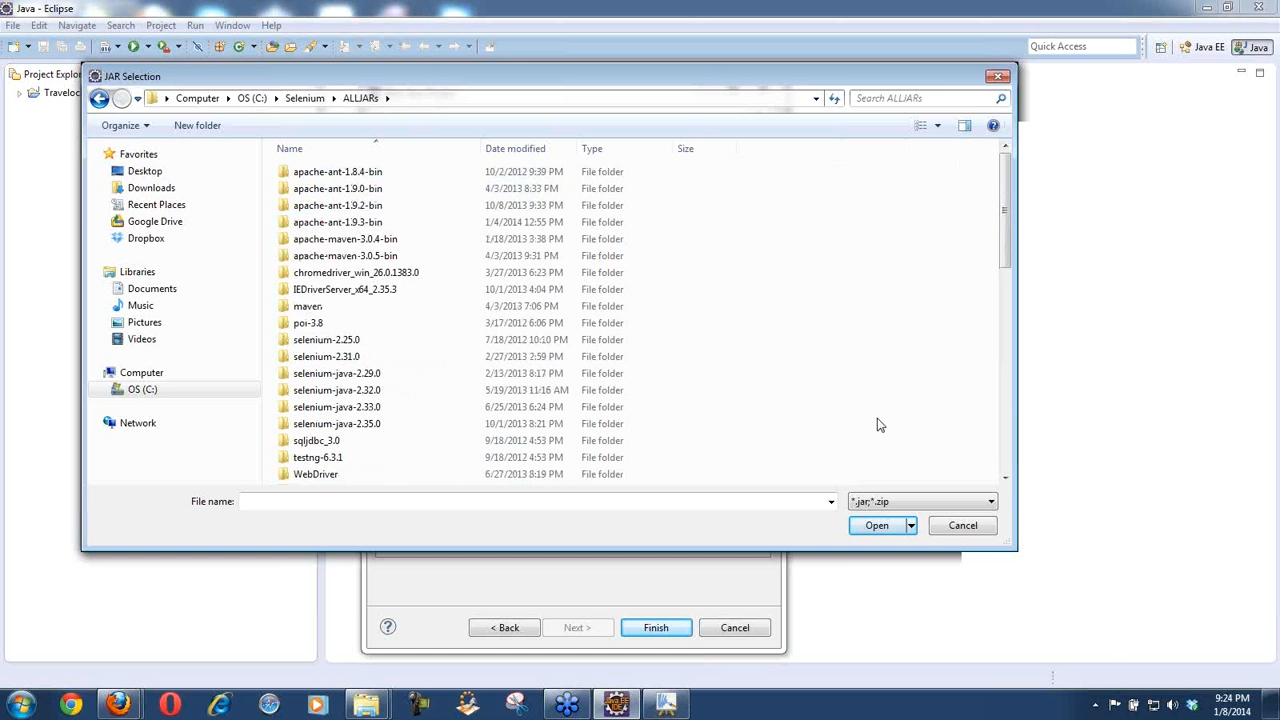 Java - Eclipse
File Edit Navigate Search Project Run Window Help
Quick Access
Java EE
Java
Project Explor
Traveloc
JAR Selection
Computer OS (C:) Selenium ALLJARs
Search ALLJARs
Organize New folder
Name Date modified Type Size
Favorites
Desktop
Downloads
Recent Places
Google Drive
Dropbox
Libraries
Documents
Music
Pictures
Videos
Computer
OS (C:)
Network
apache-ant-1.8.4-bin 10/2/2012 9:39 PM File folder
apache-ant-1.9.0-bin 4/3/2013 8:33 PM File folder
apache-ant-1.9.2-bin 10/8/2013 9:33 PM File folder
apache-ant-1.9.3-bin 1/4/2014 12:55 PM File folder
apache-maven-3.0.4-bin 1/18/2013 3:38 PM File folder
apache-maven-3.0.5-bin 4/3/2013 9:31 PM File folder
chromedriver_win_26.0.1383.0 3/27/2013 6:23 PM File folder
IEDriverServer_x64_2.35.3 10/1/2013 4:04 PM File folder
maven 4/3/2013 7:06 PM File folder
poi-3.8 3/17/2012 6:06 PM File folder
selenium-2.25.0 7/18/2012 10:10 PM File folder
selenium-2.31.0 2/27/2013 2:59 PM File folder
selenium-java-2.29.0 2/13/2013 8:17 PM File folder
selenium-java-2.32.0 5/19/2013 11:16 AM File folder
selenium-java-2.33.0 6/25/2013 6:24 PM File folder
selenium-java-2.35.0 10/1/2013 8:21 PM File folder
sqljdbc_3.0 9/18/2012 4:53 PM File folder
testng-6.3.1 9/18/2012 4:53 PM File folder
WebDriver 6/27/2013 8:19 PM File folder
File name:
*.jar;*.zip
Open Cancel
< Back Next > Finish Cancel
9:24 PM
1/8/2014